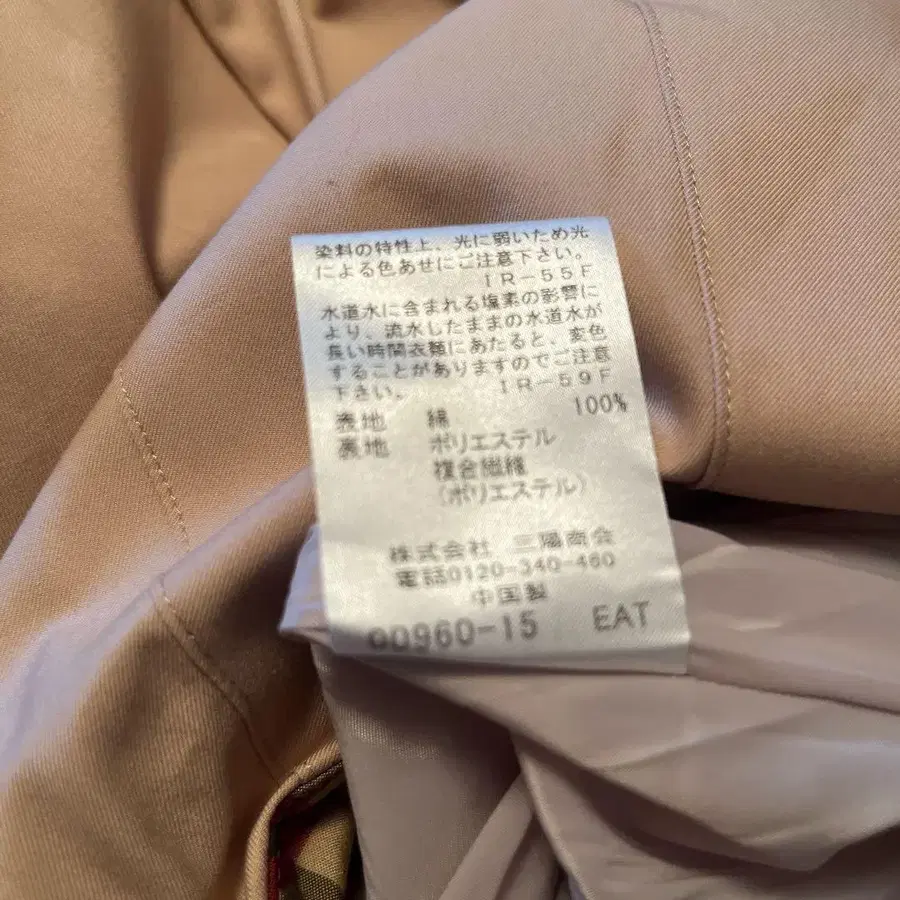 染料の特性上、光に弱いため光
による色あせにご注意下さい。
IR-55F
水道水に含まれる塩素の影響に
より、流水したままの水道水が
長い時間衣類にあたると、変色
することがありますのでご注意
下さい。 IR-59F
表地 綿 100%
裏地 ポリエステル
複合繊維
(ポリエステル)
株式会社 三陽商会
電話0120-340-460
中国製
00960-15 EAT